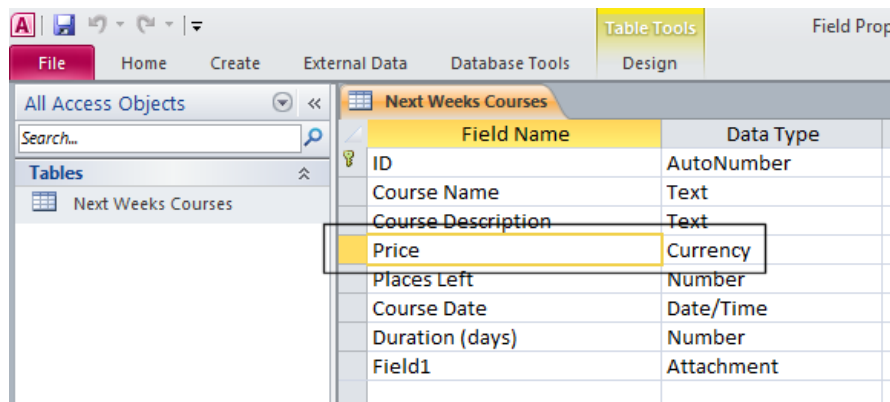 A
Table Tools
Field Prop
File Home Create External Data Database Tools Design
All Access Objects
Search...
Tables
Next Weeks Courses
Next Weeks Courses
Field Name Data Type
ID AutoNumber
Course Name Text
Course Description Text
Price Currency
Places Left Number
Course Date Date/Time
Duration (days) Number
Field1 Attachment